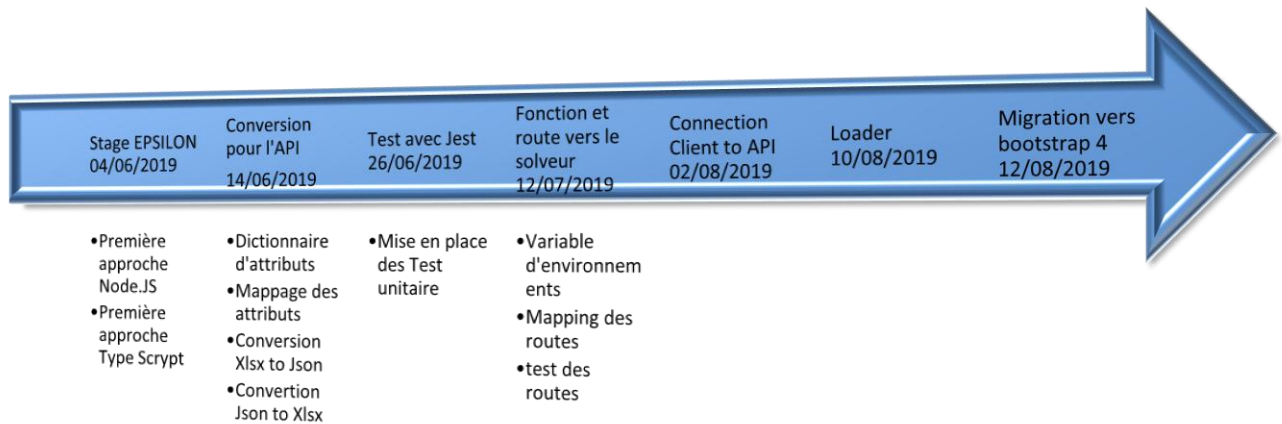 Stage EPSILON
04/06/2019
Conversion
pour l'API
14/06/2019
Test avec Jest
26/06/2019
Fonction et
route vers le
solveur
12/07/2019
Connection
Client to API
02/08/2019
Loader
10/08/2019
Migration vers
bootstrap 4
12/08/2019
•Première
approche
Node.JS
•Première
approche
Type Scrypt
•Dictionnaire
d'attributs
•Mappage des
attributs
•Conversion
Xlsx to Json
•Convertion
Json to Xlsx
•Mise en place
des Test
unitaire
•Variable
d'environnem
ents
•Mapping des
routes
•test des
routes